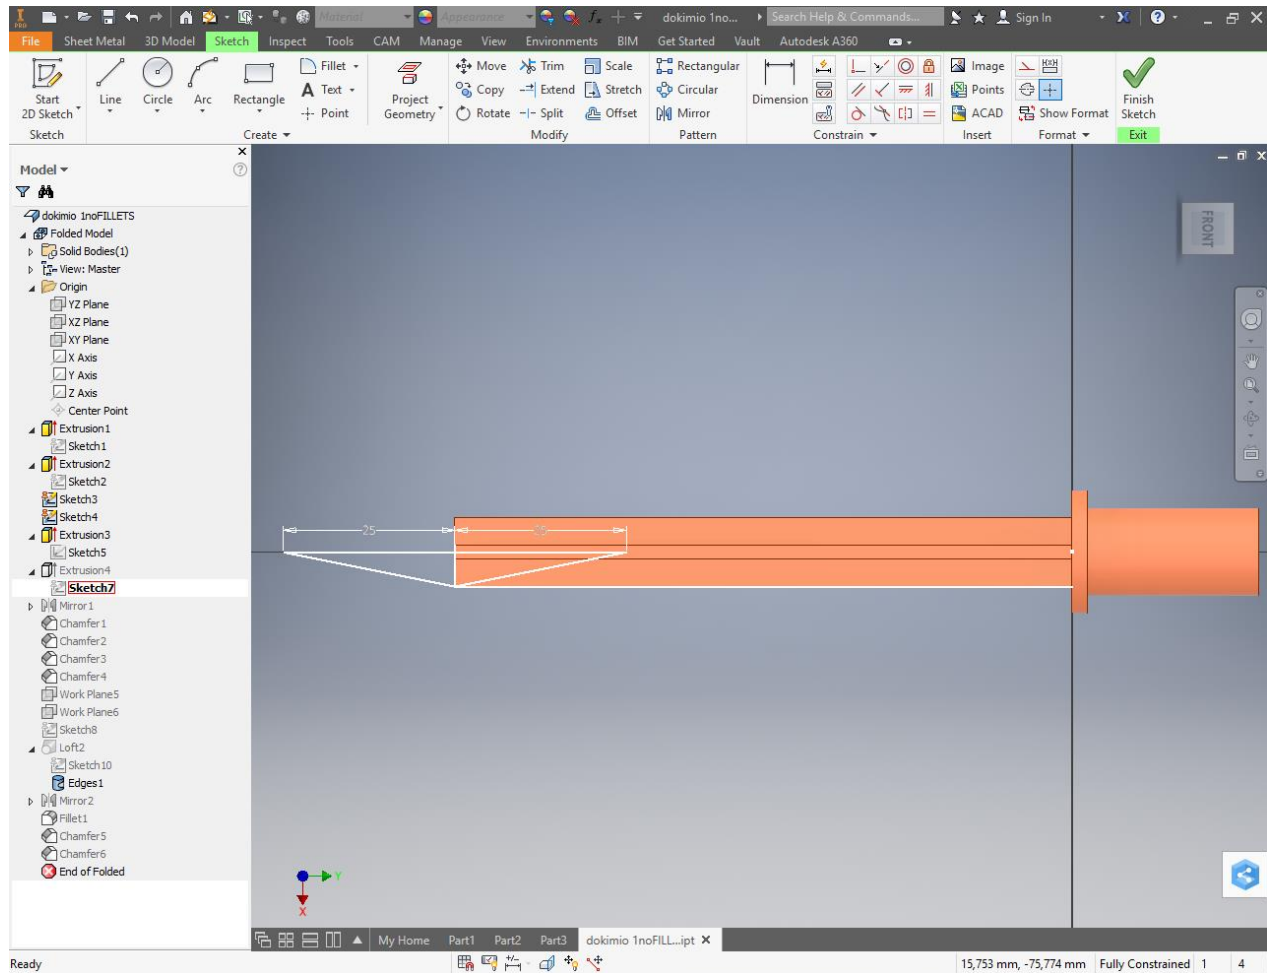 I PRO Material Appearance dokimio 1no... Search Help & Commands... Sign In
File Sheet Metal 3D Model Sketch Inspect Tools CAM Manage View Environments BIM Get Started Vault Autodesk A360
Start 2D Sketch Line Circle Arc Rectangle Fillet Text Point Project Geometry Move Copy Rotate Trim Extend Split Scale Stretch Offset Rectangular Circular Mirror Dimension Image Points ACAD Show Format Finish Sketch
Sketch Create Modify Pattern Constrain Insert Format Exit
Model
dokimio 1noFILLETS
Folded Model
Solid Bodies(1)
View: Master
Origin
YZ Plane
XZ Plane
XY Plane
X Axis
Y Axis
Z Axis
Center Point
Extrusion1
Sketch1
Extrusion2
Sketch2
Sketch3
Sketch4
Extrusion3
Sketch5
Extrusion4
Sketch7
Mirror1
Chamfer1
Chamfer2
Chamfer3
Chamfer4
Work Plane5
Work Plane6
Sketch8
Loft2
Sketch10
Edges1
Mirror2
Fillet1
Chamfer5
Chamfer6
End of Folded
FRONT
25 25
Y
X
My Home Part1 Part2 Part3 dokimio 1noFILL...ipt X
Ready 15,753 mm, -75,774 mm Fully Constrained 1 4